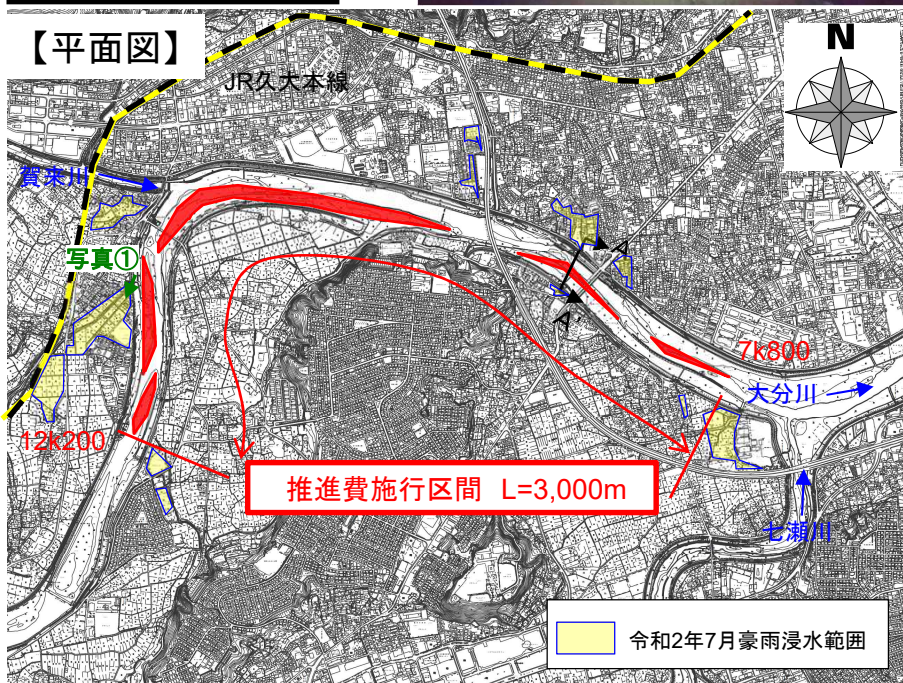 【平面図】
N
JR久大本線
賀来川
写真①
A
A'
7k800
大分川
12k200
推進費施行区間 L=3,000m
七瀬川
令和2年7月豪雨浸水範囲